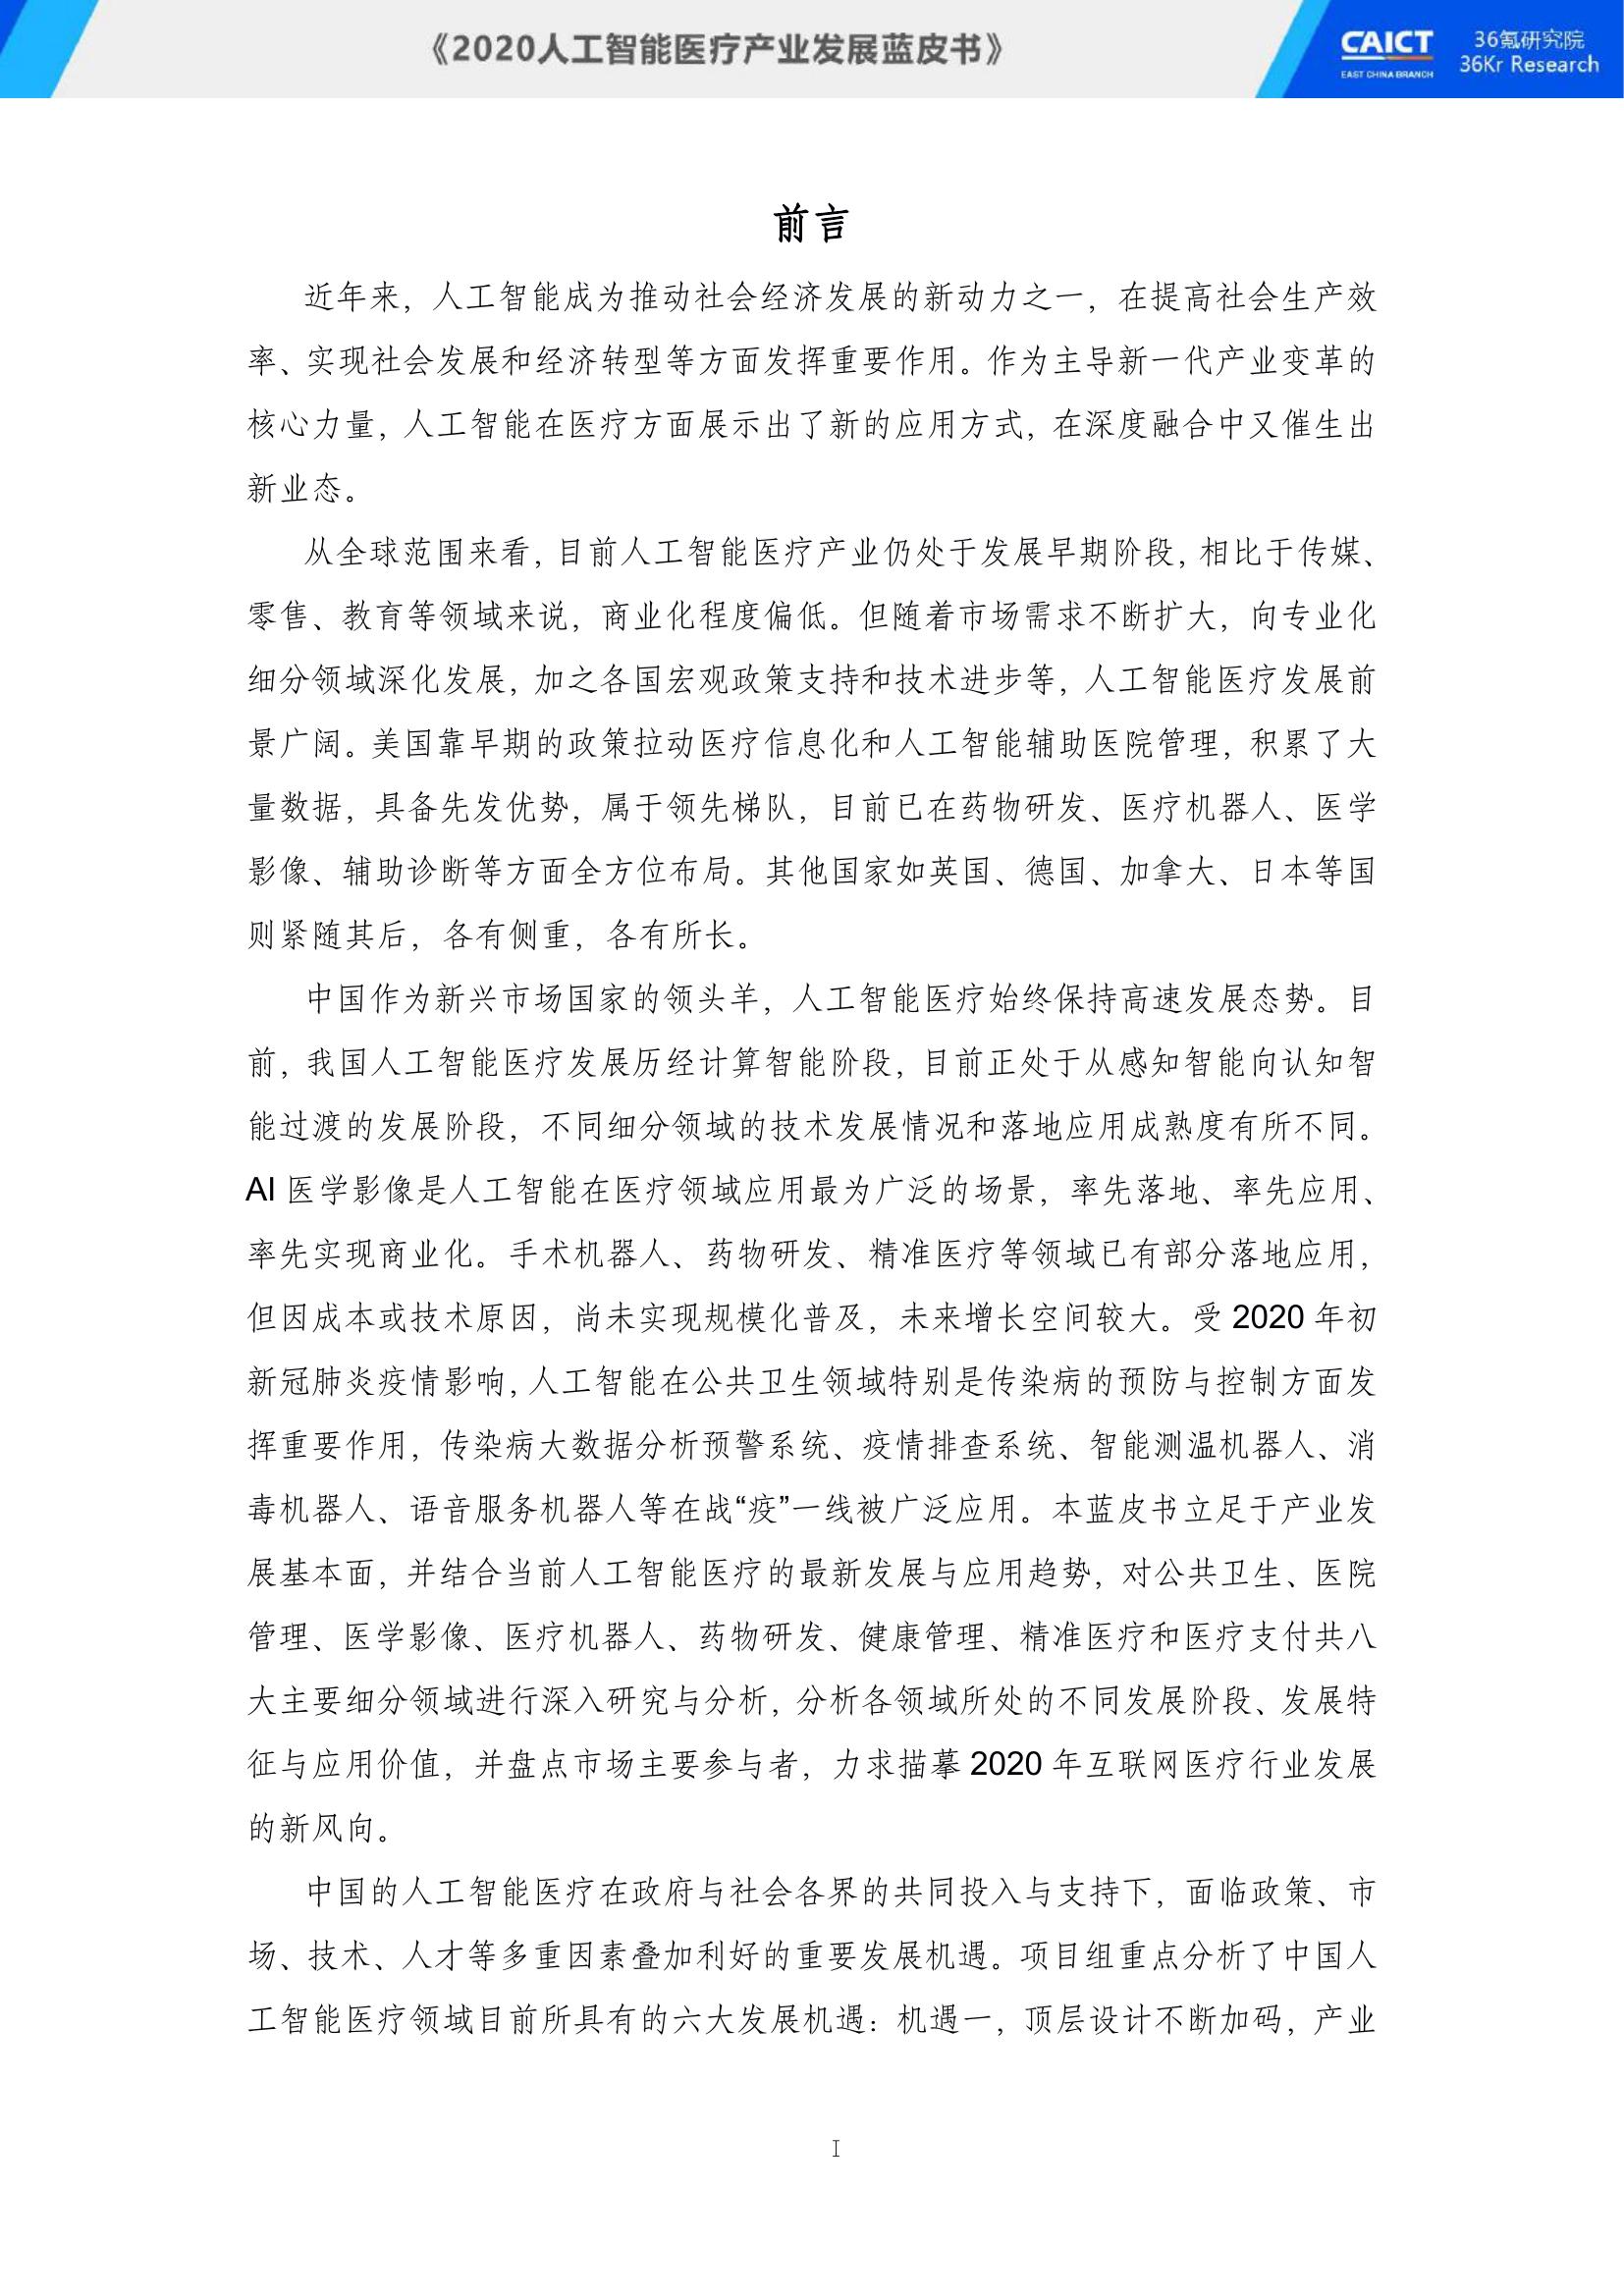 《2020人工智能医疗产业发展蓝皮书》
CAICT
EAST CHINA BRANCH
36氪研究院
36Kr Research
前言
近年来，人工智能成为推动社会经济发展的新动力之一，在提高社会生产效
率、实现社会发展和经济转型等方面发挥重要作用。作为主导新一代产业变革的
核心力量，人工智能在医疗方面展示出了新的应用方式，在深度融合中又催生出
新业态。
从全球范围来看，目前人工智能医疗产业仍处于发展早期阶段，相比于传媒、
零售、教育等领域来说，商业化程度偏低。但随着市场需求不断扩大，向专业化
细分领域深化发展，加之各国宏观政策支持和技术进步等，人工智能医疗发展前
景广阔。美国靠早期的政策拉动医疗信息化和人工智能辅助医院管理，积累了大
量数据，具备先发优势，属于领先梯队，目前已在药物研发、医疗机器人、医学
影像、辅助诊断等方面全方位布局。其他国家如英国、德国、加拿大、日本等国
则紧随其后，各有侧重，各有所长。
中国作为新兴市场国家的领头羊，人工智能医疗始终保持高速发展态势。目
前，我国人工智能医疗发展历经计算智能阶段，目前正处于从感知智能向认知智
能过渡的发展阶段，不同细分领域的技术发展情况和落地应用成熟度有所不同。
AI 医学影像是人工智能在医疗领域应用最为广泛的场景，率先落地、率先应用、
率先实现商业化。手术机器人、药物研发、精准医疗等领域已有部分落地应用，
但因成本或技术原因，尚未实现规模化普及，未来增长空间较大。受 2020 年初
新冠肺炎疫情影响，人工智能在公共卫生领域特别是传染病的预防与控制方面发
挥重要作用，传染病大数据分析预警系统、疫情排查系统、智能测温机器人、消
毒机器人、语音服务机器人等在战“疫”一线被广泛应用。本蓝皮书立足于产业发
展基本面，并结合当前人工智能医疗的最新发展与应用趋势，对公共卫生、医院
管理、医学影像、医疗机器人、药物研发、健康管理、精准医疗和医疗支付共八
大主要细分领域进行深入研究与分析，分析各领域所处的不同发展阶段、发展特
征与应用价值，并盘点市场主要参与者，力求描摹 2020 年互联网医疗行业发展
的新风向。
中国的人工智能医疗在政府与社会各界的共同投入与支持下，面临政策、市
场、技术、人才等多重因素叠加利好的重要发展机遇。项目组重点分析了中国人
工智能医疗领域目前所具有的六大发展机遇：机遇一，顶层设计不断加码，产业
I